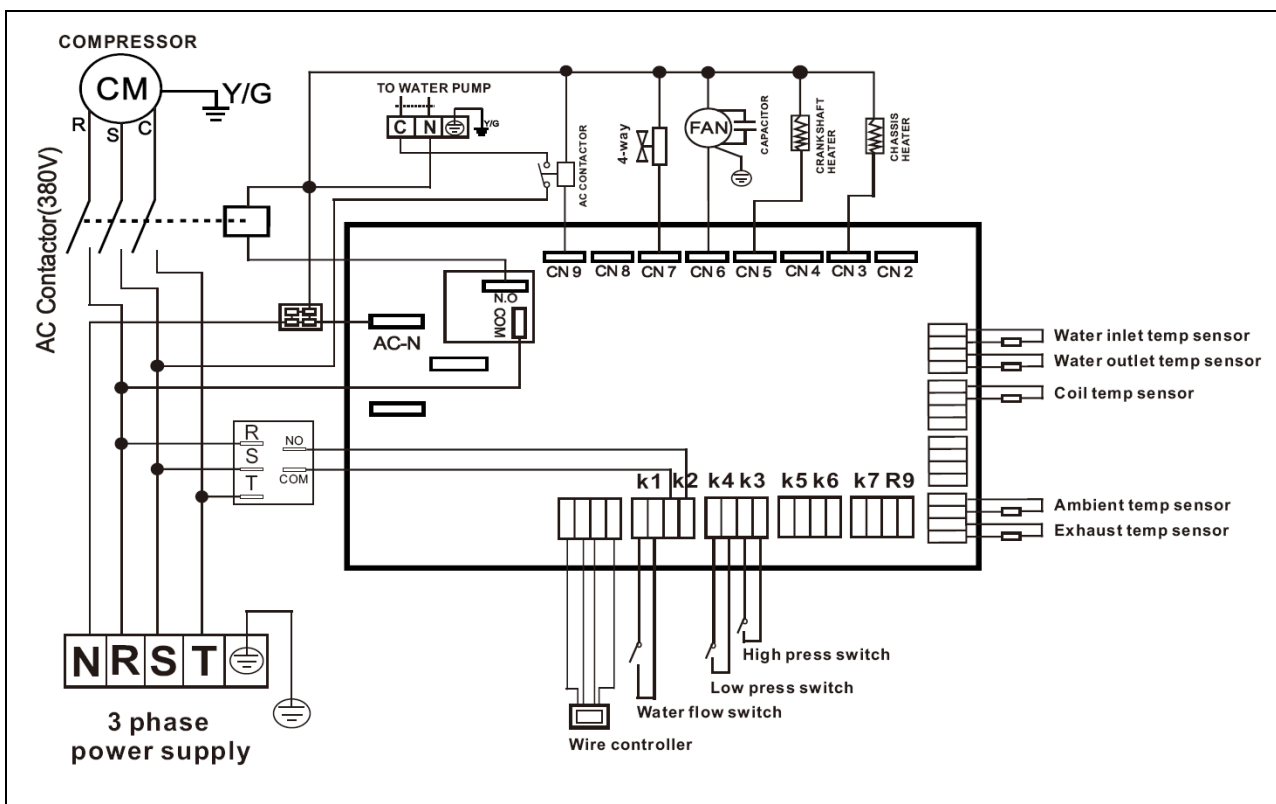 COMPRESSOR
CM
Y/G
R
S
C
AC Contactor(380V)
TO WATER PUMP
C N
Y/G
AC CONTACTOR
4-way
FAN
CAPACITOR
CRANKSHAFT
HEATER
CHASSIS
HEATER
CN 9
CN 8
CN 7
CN 6
CN 5
CN 4
CN 3
CN 2
N.O
COM
AC-N
R
S
T
NO
COM
k1 k2
k4 k3
k5 k6
k7 R9
Water inlet temp sensor
Water outlet temp sensor
Coil temp sensor
Ambient temp sensor
Exhaust temp sensor
High press switch
Low press switch
Water flow switch
Wire controller
N R S T
3 phase
power supply